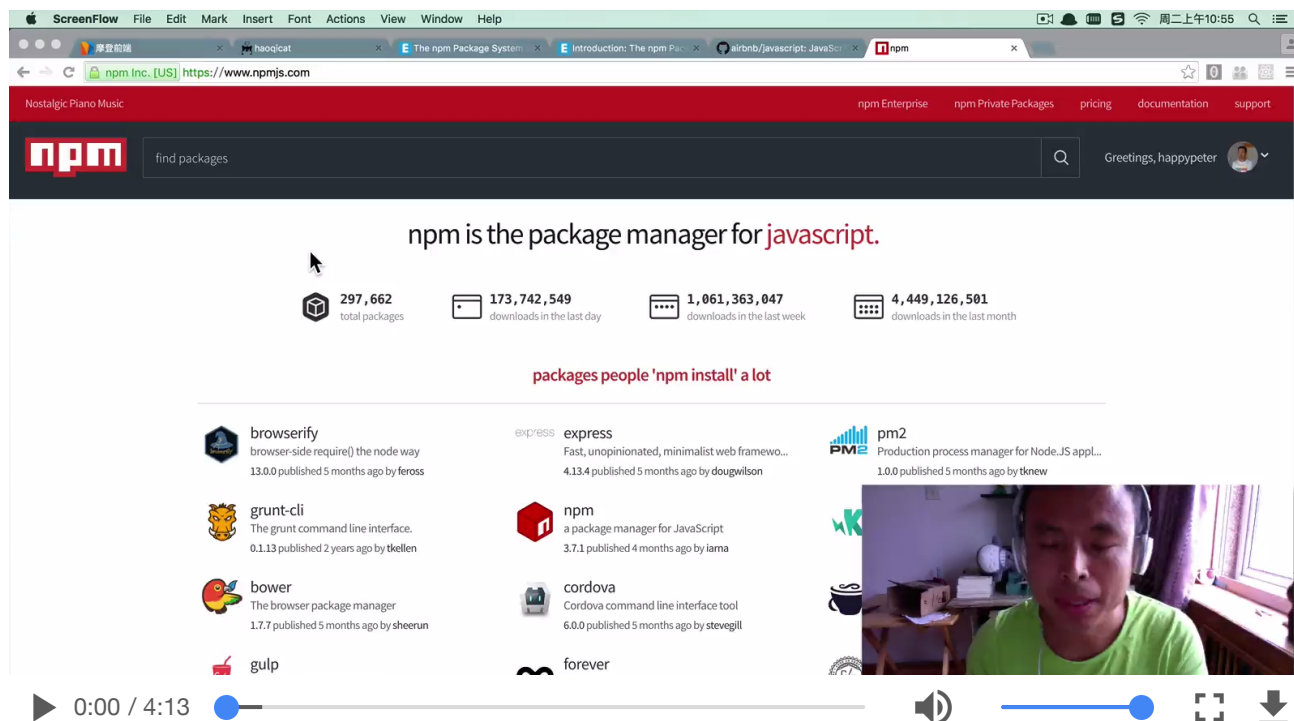 ScreenFlow File Edit Mark Insert Font Actions View Window Help 周二上午10:55
摩登前端 haoqicat The npm Package System Introduction: The npm Pac airbnb/javascript: JavaScr npm
npm Inc. [US] https://www.npmjs.com
Nostalgic Piano Music npm Enterprise npm Private Packages pricing documentation support
npm find packages Greetings, happypeter
npm is the package manager for javascript.
297,662 173,742,549 1,061,363,047 4,449,126,501
total packages downloads in the last day downloads in the last week downloads in the last month
packages people 'npm install' a lot
browserify express express pm2
browser-side require() the node way Fast, unopinionated, minimalist web framewo... PM2 Production process manager for Node.JS appl...
13.0.0 published 5 months ago by feross 4.13.4 published 5 months ago by dougwilson 1.0.0 published 5 months ago by tknew
grunt-cli npm
The grunt command line interface. a package manager for JavaScript
0.1.13 published 2 years ago by tkellen 3.7.1 published 4 months ago by iarna
bower cordova
The browser package manager Cordova command line interface tool
1.7.7 published 5 months ago by sheerun 6.0.0 published 5 months ago by stevegill
gulp forever
0:00 / 4:13